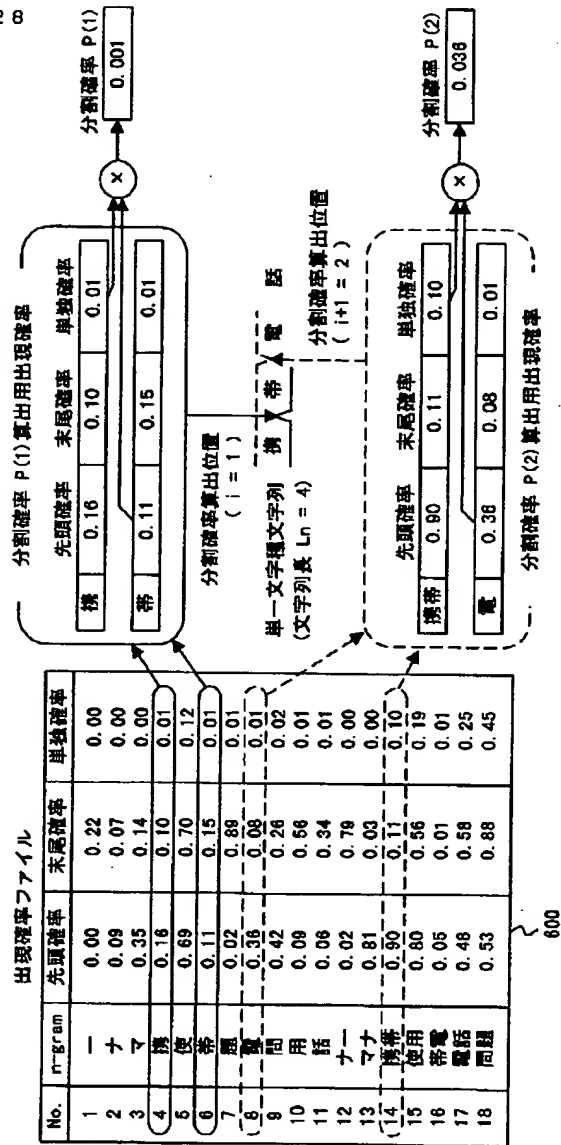 28
出現確率ファイル
No. n-gram 先頭確率 末尾確率 単独確率
1 ー 0.00 0.22 0.00
2 ナ 0.09 0.07 0.00
3 マ 0.35 0.14 0.00
4 携 0.16 0.10 0.01
5 使 0.69 0.70 0.12
6 帯 0.11 0.15 0.01
7 題 0.02 0.89 0.01
8 電 0.36 0.08 0.01
9 問 0.42 0.26 0.02
10 用 0.09 0.56 0.01
11 話 0.06 0.34 0.01
12 ナー 0.02 0.79 0.00
13 マナ 0.81 0.03 0.00
14 携帯 0.90 0.11 0.10
15 使用 0.80 0.56 0.19
16 帯電 0.05 0.01 0.01
17 電話 0.48 0.58 0.25
18 問題 0.53 0.88 0.45
600
分割確率 P(1) 算出用出現確率
先頭確率 末尾確率 単独確率
携 0.16 0.10 0.01
帯 0.11 0.15 0.01
×
分割確率 P(1)
0.001
分割確率算出位置
( i = 1 )
単一文字種文字列
(文字列長 Ln = 4)
携 帯 電 話
分割確率算出位置
( i+1 = 2 )
先頭確率 末尾確率 単独確率
携帯 0.90 0.11 0.10
電 0.36 0.08 0.01
分割確率 P(2) 算出用出現確率
×
分割確率 P(2)
0.036